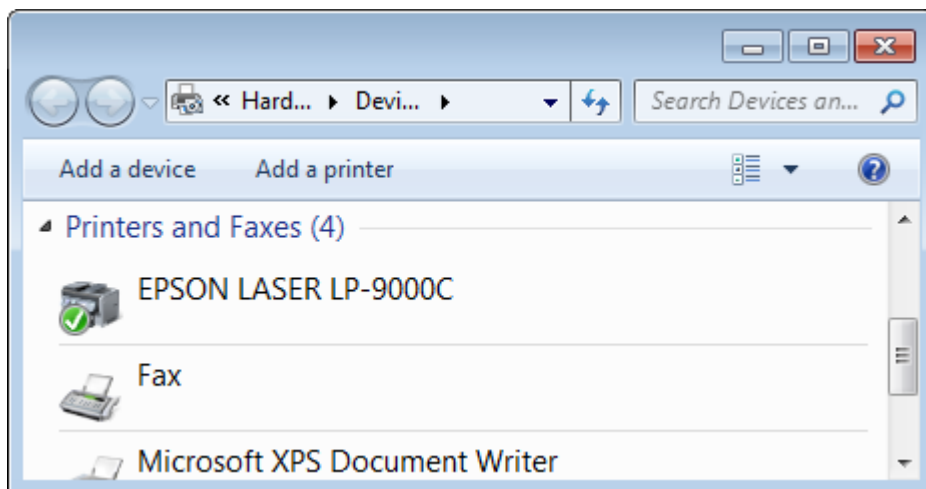 « Hard... ▸ Devi... ▸ Search Devices an...
Add a device Add a printer
Printers and Faxes (4)
EPSON LASER LP-9000C
Fax
Microsoft XPS Document Writer